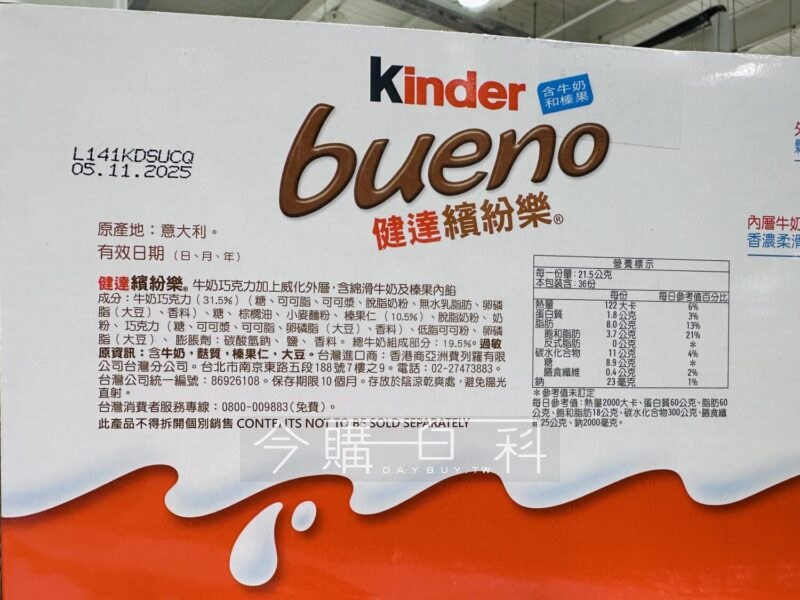 Kinder
含牛奶
和榛果
bueno
健達繽紛樂®
L141KDSUCQ
05.11.2025
原產地：意大利。
有效日期（日、月、年）
健達繽紛樂® 牛奶巧克力加上威化外層，含綿滑牛奶及榛果內餡
成分：牛奶巧克力（31.5%）（糖、可可脂、可可漿、脫脂奶粉、無水乳脂肪、卵磷
脂（大豆）、香料）、糖、棕櫚油、小麥麵粉、榛果仁（10.5%）、脫脂奶粉、奶
粉、巧克力（糖、可可漿、可可脂、卵磷脂（大豆）、香料）、低脂可可粉、卵磷
脂（大豆）、膨脹劑：碳酸氫鈉、鹽、香料。總牛奶組成部分：19.5%。過敏
原資訊：含牛奶，麩質，榛果仁，大豆。台灣進口商：香港商亞洲費列羅有限
公司台灣分公司。台北市南京東路五段188號7樓之9。電話：02-27473883。
台灣公司統一編號：86926108。保存期限10個月。存放於陰涼乾爽處，避免陽光
直射。
台灣消費者服務專線：0800-009883(免費)。
此產品不得拆開個別銷售 CONTENTS NOT TO BE SOLD SEPARATELY
營養標示
每一份量：21.5公克
本包裝含：36份
每份 每日參考值百分比
熱量 122 大卡 6%
蛋白質 1.8 公克 3%
脂肪 8.0 公克 13%
飽和脂肪 3.7 公克 21%
反式脂肪 0 公克 *
碳水化合物 11 公克 4%
糖 8.9 公克 *
膳食纖維 0.4 公克 2%
鈉 23 毫克 1%
*參考值未訂定
每日參考值：熱量2000大卡、蛋白質60公克、脂肪60
公克、飽和脂肪18公克、碳水化合物300公克、膳食纖
維25公克、鈉2000毫克。
內層牛奶
香濃柔滑
今購百科
DAYBUY.TW